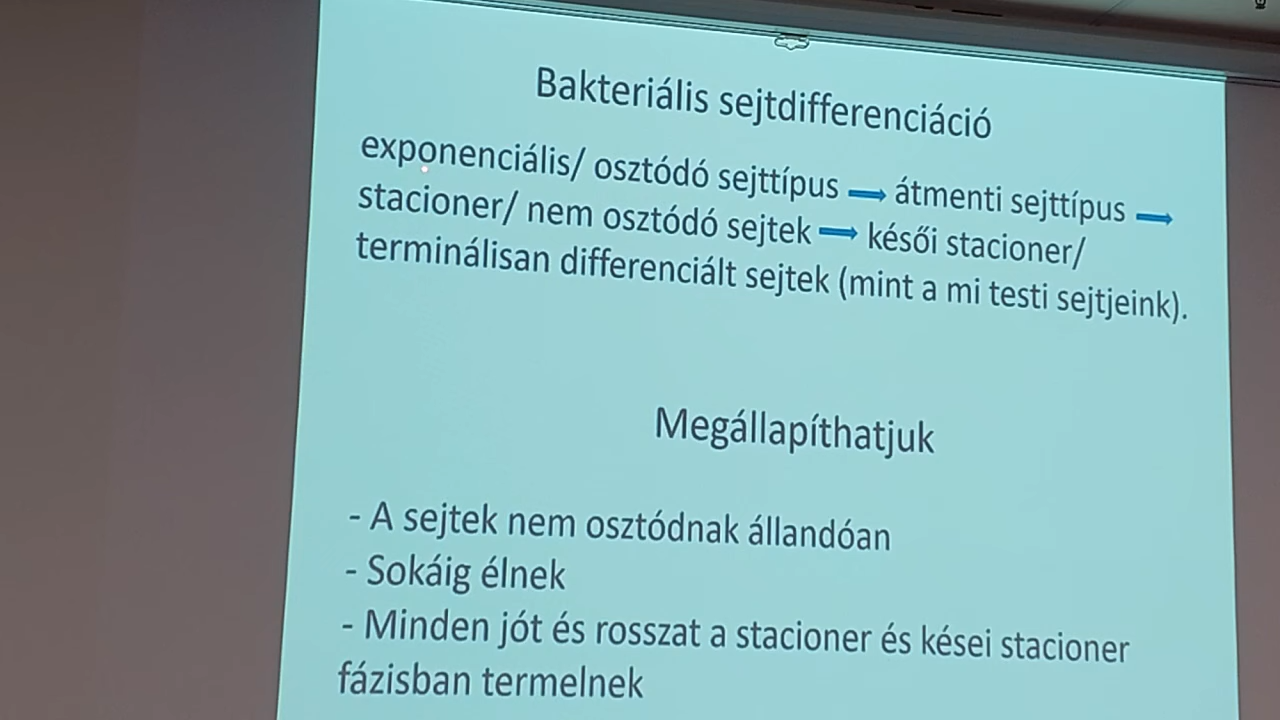 Bakteriális sejtdifferenciáció
exponenciális/ osztódó sejttípus → átmenti sejttípus →
stacioner/ nem osztódó sejtek → késői stacioner/
terminálisan differenciált sejtek (mint a mi testi sejtjeink).
Megállapíthatjuk
- A sejtek nem osztódnak állandóan
- Sokáig élnek
- Minden jót és rosszat a stacioner és kései stacioner
fázisban termelnek